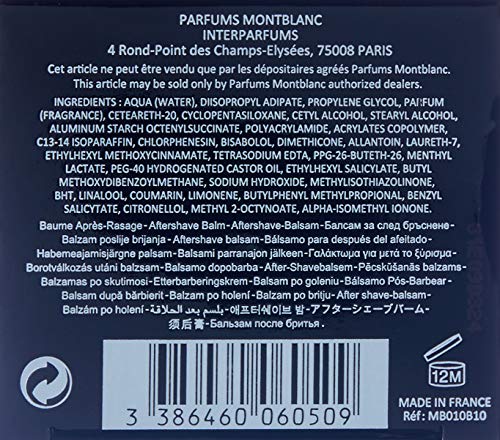 PARFUMS MONTBLANC
INTERPARFUMS
4 Rond-Point des Champs-Elysées, 75008 PARIS
Cet article ne peut être vendu que par les dépositaires agréés Parfums Montblanc.
This article may be sold only by Parfums Montblanc authorized dealers.
INGREDIENTS : AQUA (WATER), DIISOPROPYL ADIPATE, PROPYLENE GLYCOL, PARFUM
(FRAGRANCE), CETEARETH-20, CYCLOPENTASILOXANE, CETYL ALCOHOL, STEARYL ALCOHOL,
ALUMINUM STARCH OCTENYLSUCCINATE, POLYACRYLAMIDE, ACRYLATES COPOLYMER,
C13-14 ISOPARAFFIN, CHLORPHENESIN, BISABOLOL, DIMETHICONE, ALLANTOIN, LAURETH-7,
ETHYLHEXYL METHOXYCINNAMATE, TETRASODIUM EDTA, PPG-26-BUTETH-26, MENTHYL
LACTATE, PEG-40 HYDROGENATED CASTOR OIL, ETHYLHEXYL SALICYLATE, BUTYL
METHOXYDIBENZOYLMETHANE, SODIUM HYDROXIDE, METHYLISOTHIAZOLINONE,
BHT, LINALOOL, COUMARIN, LIMONENE, BUTYLPHENYL METHYLPROPIONAL, BENZYL
SALICYLATE, CITRONELLOL, METHYL 2-OCTYNOATE, ALPHA-ISOMETHYL IONONE.
Baume Après-Rasage - Aftershave Balm - Aftershave-Balsam - Балсам за след бръснене -
Balzam poslije brijanja - Aftershave balsam - Bálsamo para después del afeitado -
Habemeajamisjärgne palsam - Balsami parranajon jälkeen - Γαλάκτωμα για μετά το ξύρισμα -
Borotválkozás utáni balzsam - Balsamo dopobarba - After-Shavebalsem - Pēcskūšanās balzams -
Balzamas po skutimosi - Etterbarberingskrem - Balsam po goleniu - Bálsamo Pós-Barbear -
Balsam după bărbierit - Balzam po holení - Balzam po britju - After shave-balsam -
Balzám po holení - بلسم بعد الحلاقة - 애프터쉐이브 밤 - アフターシェーブバーム -
须后膏 - Бальзам после бритья .
12M
MADE IN FRANCE
Réf: MB010B10
3 386460 060509